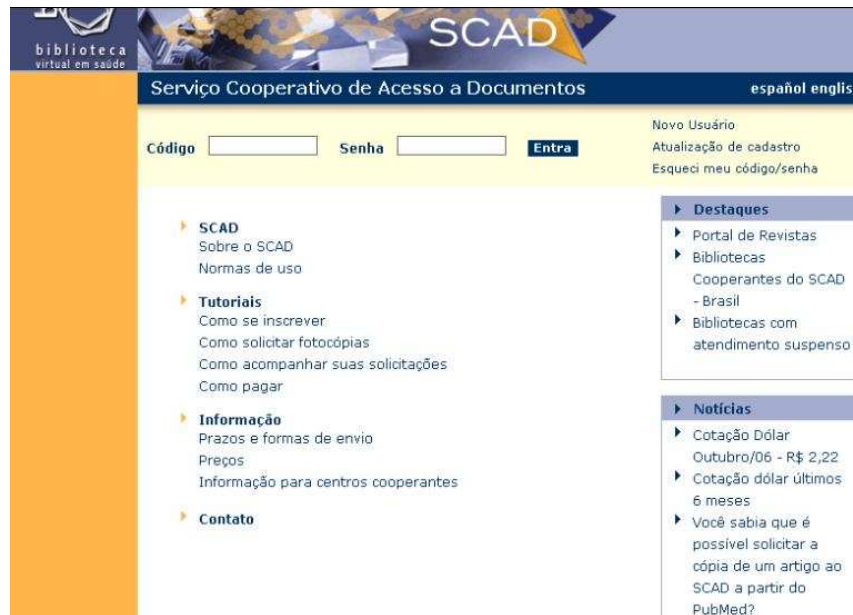 biblioteca
virtual em saúde
SCAD
Serviço Cooperativo de Acesso a Documentos
español englis
Código
Senha
Entra
Novo Usuário
Atualização de cadastro
Esqueci meu código/senha
SCAD
Sobre o SCAD
Normas de uso
Tutoriais
Como se inscrever
Como solicitar fotocópias
Como acompanhar suas solicitações
Como pagar
Informação
Prazos e formas de envio
Preços
Informação para centros cooperantes
Contato
Destaques
Portal de Revistas
Bibliotecas
Cooperantes do SCAD
- Brasil
Bibliotecas com
atendimento suspenso
Notícias
Cotação Dólar
Outubro/06 - R$ 2,22
Cotação dólar últimos
6 meses
Você sabia que é
possível solicitar a
cópia de um artigo ao
SCAD a partir do
PubMed?